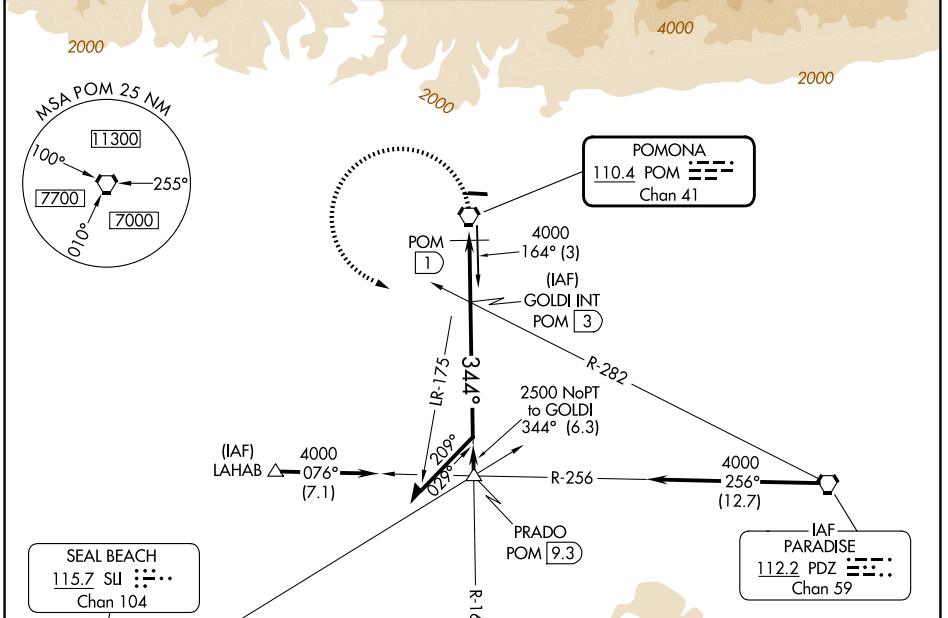 2000
4000
2000
2000
MSA POM 25 NM
11300
100°
255°
7700
7000
010°
POMONA
110.4 POM
Chan 41
POM
1
4000
164° (3)
(IAF)
GOLDI INT
POM 3
LR-175
344°
R-282
2500 NoPT
to GOLDI
344° (6.3)
(IAF)
LAHAB
4000
076°
(7.1)
209°
029°
R-256
4000
256°
(12.7)
PRADO
POM 9.3
IAF
PARADISE
112.2 PDZ
Chan 59
SEAL BEACH
115.7 SLI
Chan 104